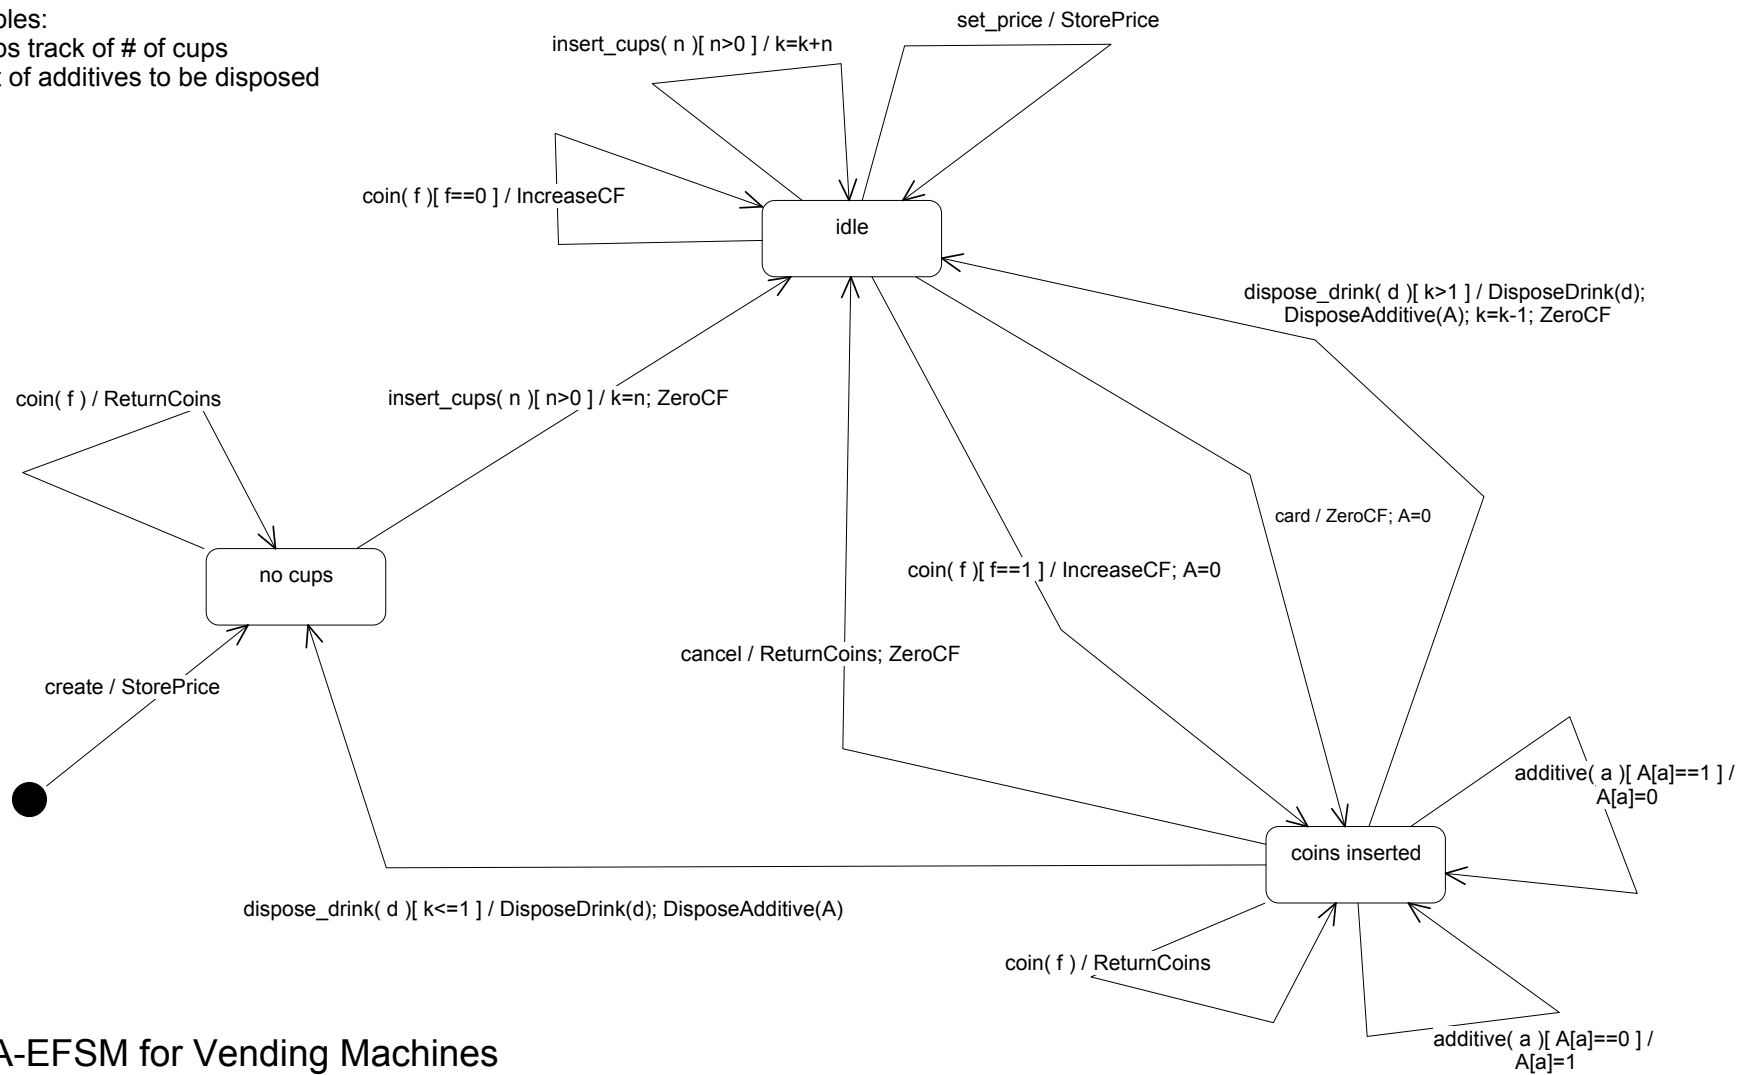 set_price / StorePrice
track of # of cups
of additives to be disposed
insert_cups( n )[ n>0 ] / k=k+n
coin( f )[ f==0 ] / IncreaseCF
idle
dispose_drink( d )[ k>1 ] / DisposeDrink(d);
DisposeAdditive(A); k=k-1; ZeroCF
coin( f ) / ReturnCoins
insert_cups( n )[ n>0 ] / k=n; ZeroCF
card / ZeroCF; A=0
no cups
coin( f )[ f==1 ] / IncreaseCF; A=0
cancel / ReturnCoins; ZeroCF
create / StorePrice
additive( a )[ A[a]==1 ] /
A[a]=0
coins inserted
dispose_drink( d )[ k<=1 ] / DisposeDrink(d); DisposeAdditive(A)
coin( f ) / ReturnCoins
additive( a )[ A[a]==0 ] /
A[a]=1
A-EFSM for Vending Machines